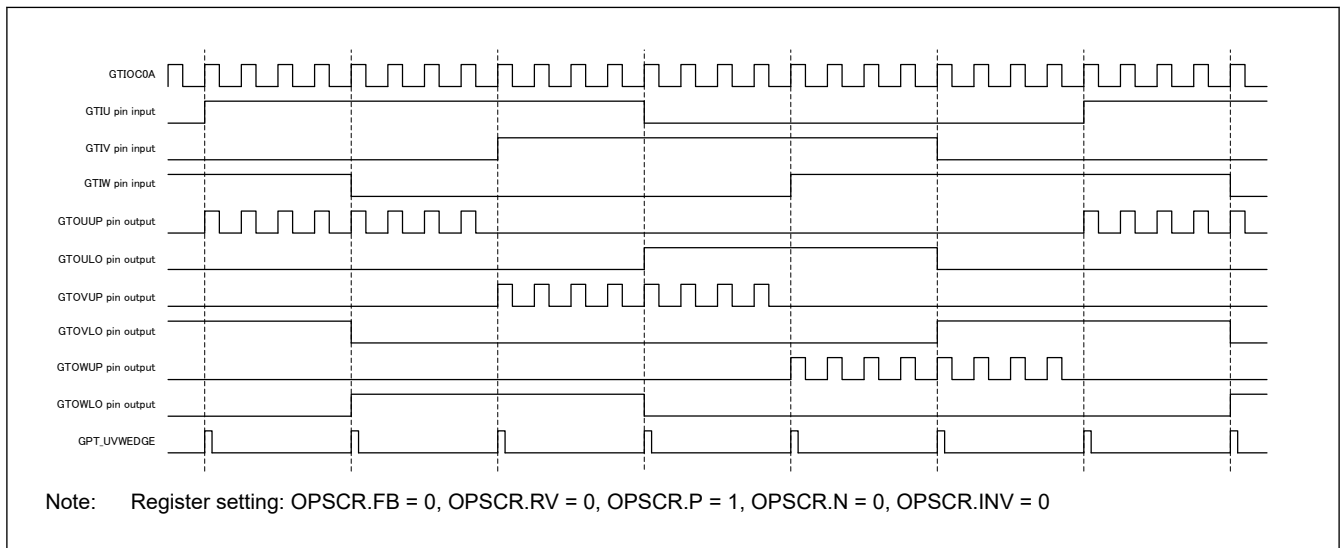 GTIOC0A
GTIU pin input
GTIV pin input
GTIW pin input
GTOUUP pin output
GTOULO pin output
GTOVUP pin output
GTOVLO pin output
GTOWUP pin output
GTOWLO pin output
GPT_UVWEDGE
Note: Register setting: OPSCR.FB = 0, OPSCR.RV = 0, OPSCR.P = 1, OPSCR.N = 0, OPSCR.INV = 0